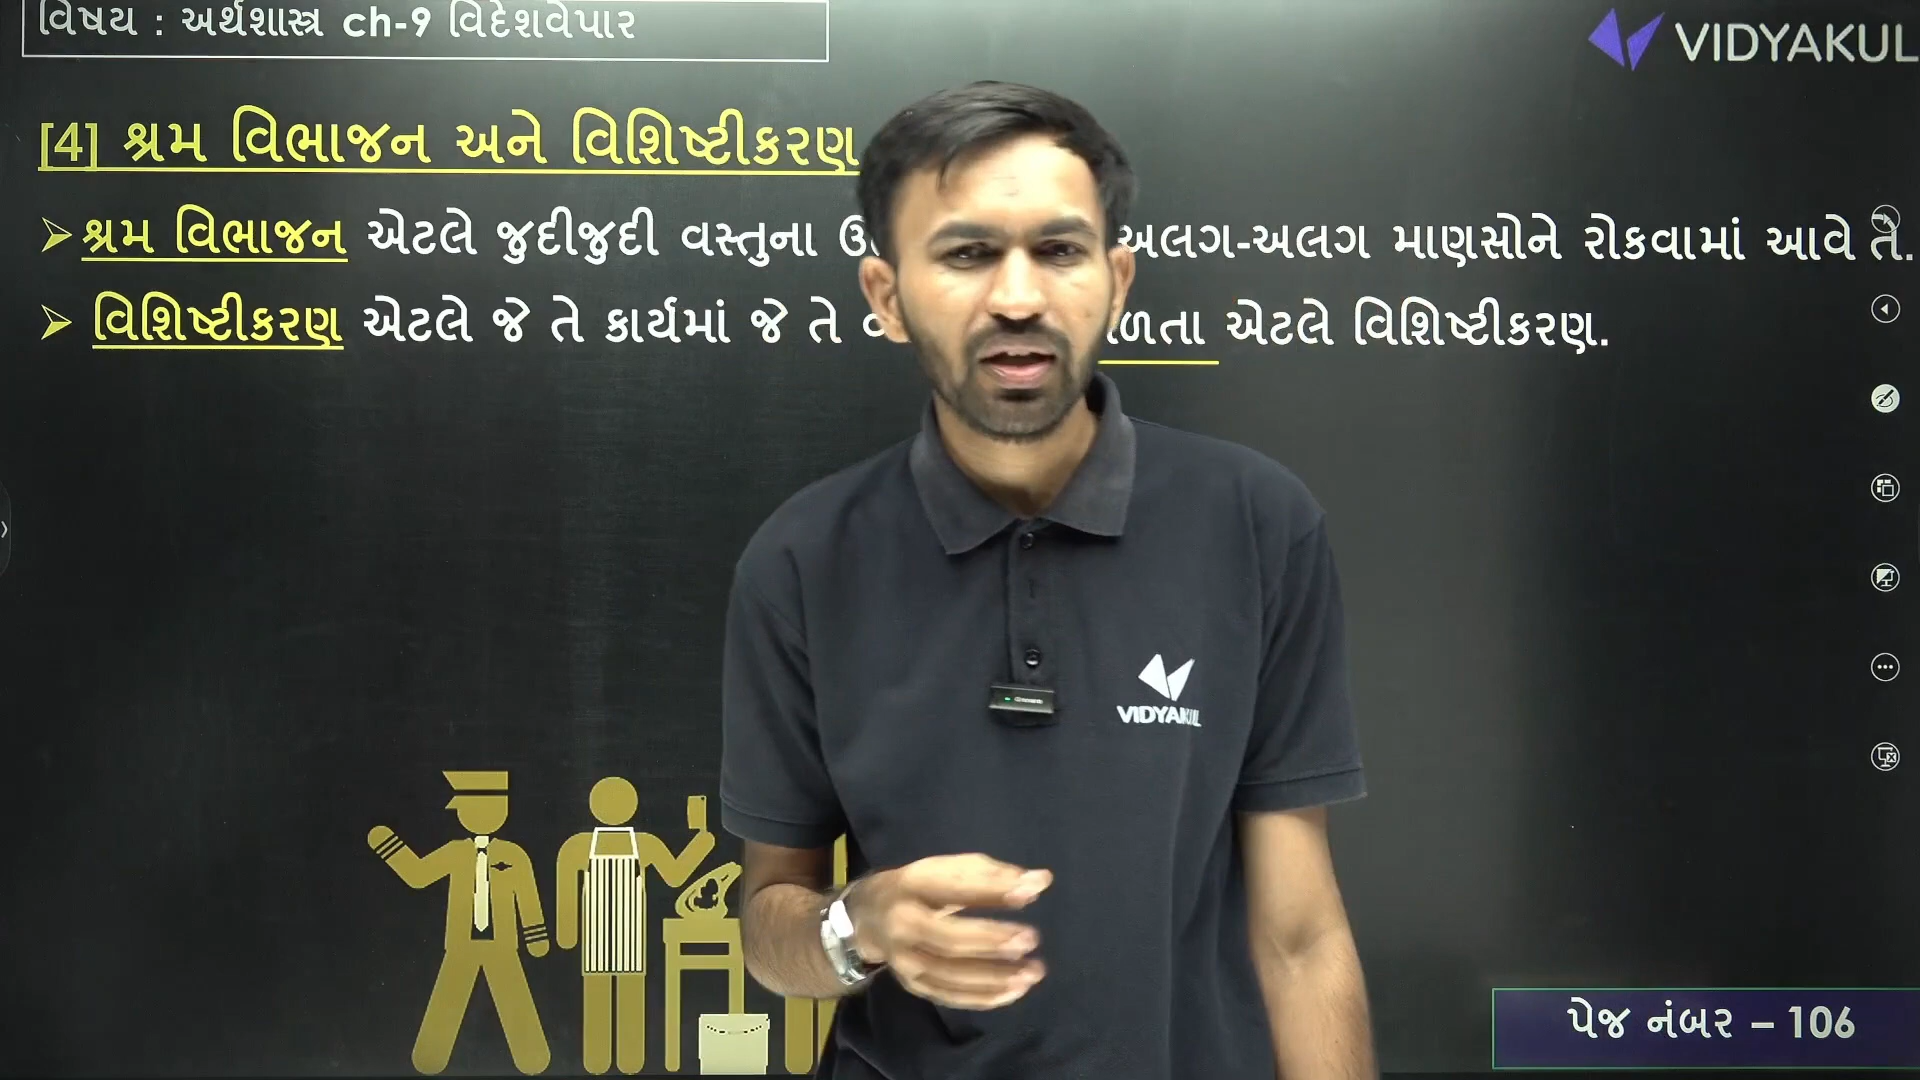 વિષય : અર્થશાસ્ત્ર ch-9 વિદેશવેપાર
VIDYAKUL
[4] શ્રમ વિભાજન અને વિશિષ્ટીકરણ
શ્રમ વિભાજન એટલે જુદીજુદી વસ્તુના અલગ-અલગ માણસોને રોકવામાં આવે તે.
વિશિષ્ટીકરણ એટલે જે તે કાર્યમાં જે તે એટલે વિશિષ્ટીકરણ.
VIDYAKUL
પેજ નંબર – 106